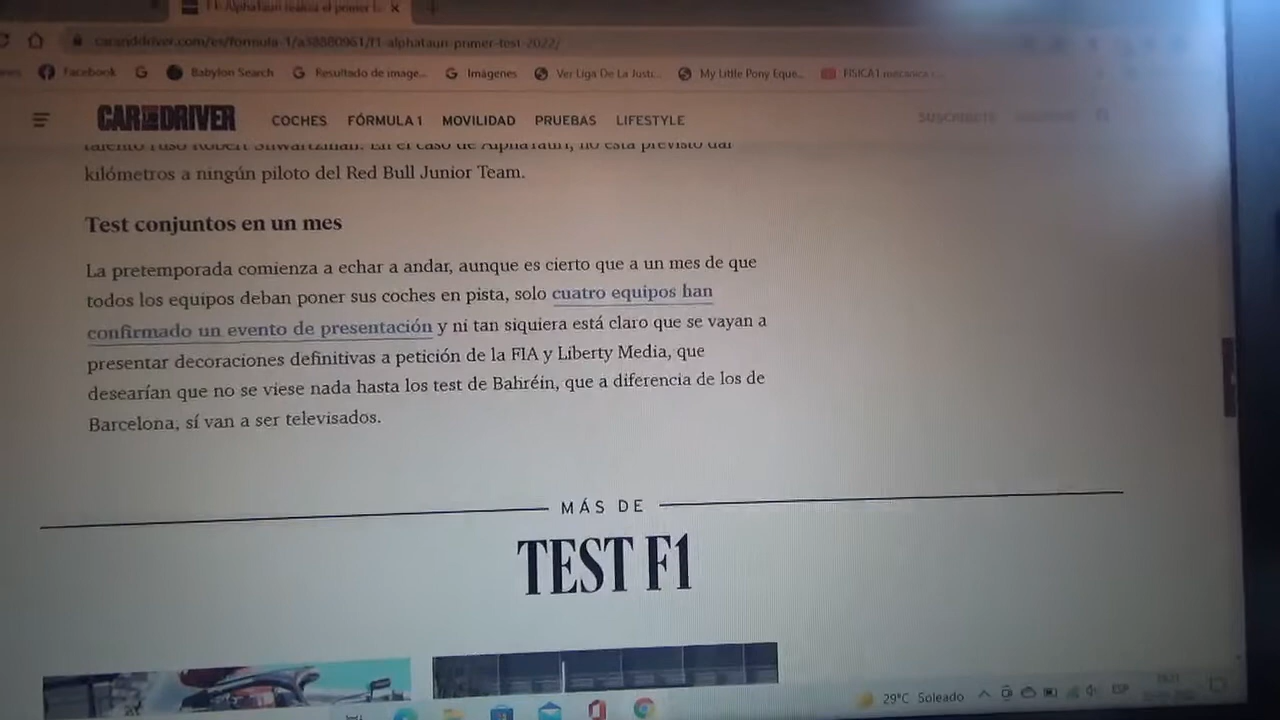 F1: AlphaTauri realiza el primer t
caranddriver.com/es/formula-1/a38880961/f1-alphatauri-primer-test-2022/
Facebook
Babylon Search
Resultado de image...
Imágenes
Ver Liga De La Justi...
My Little Pony Eque...
FISICA1 mecanica
CAR AND DRIVER
COCHES FÓRMULA 1 MOVILIDAD PRUEBAS LIFESTYLE
SUSCRÍBETE
talento ruso Robert Shwartzman. En el caso de AlphaTauri, no está previsto dar
kilómetros a ningún piloto del Red Bull Junior Team.
Test conjuntos en un mes
La pretemporada comienza a echar a andar, aunque es cierto que a un mes de que
todos los equipos deban poner sus coches en pista, solo cuatro equipos han
confirmado un evento de presentación y ni tan siquiera está claro que se vayan a
presentar decoraciones definitivas a petición de la FIA y Liberty Media, que
desearían que no se viese nada hasta los test de Bahréin, que a diferencia de los de
Barcelona, sí van a ser televisados.
MÁS DE
TEST F1
29°C Soleado
ESP